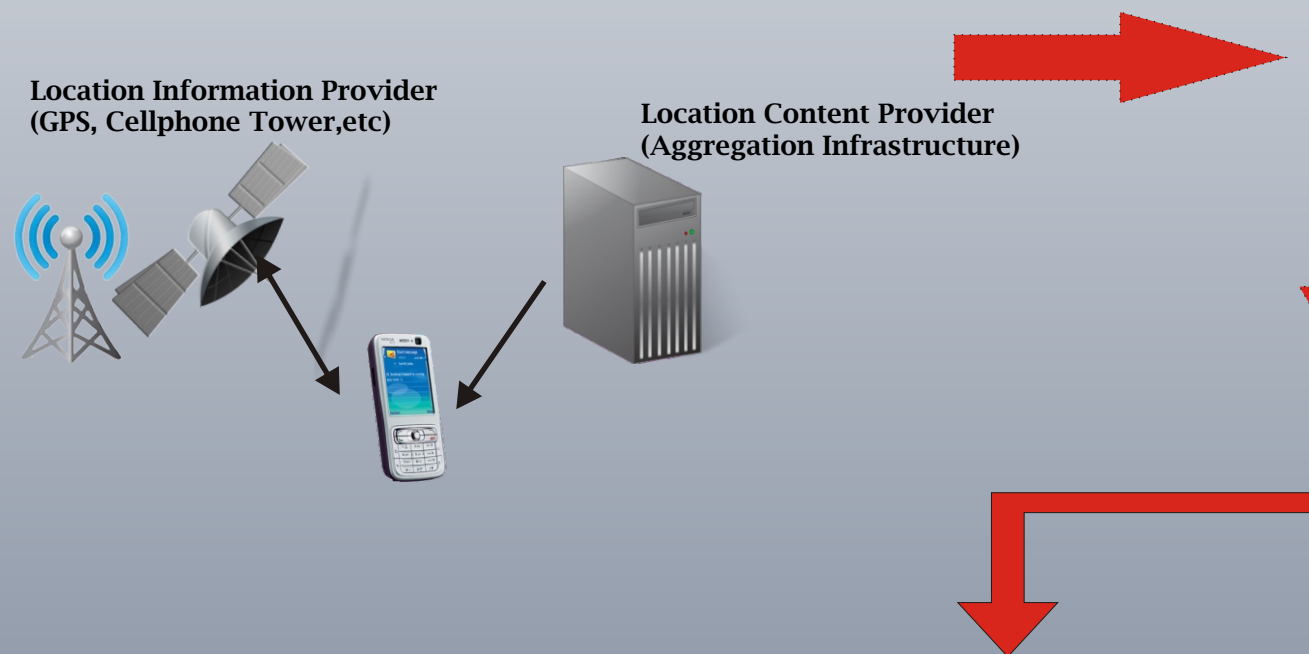 Location Information Provider
(GPS, Cellphone Tower,etc)
Location Content Provider
(Aggregation Infrastructure)